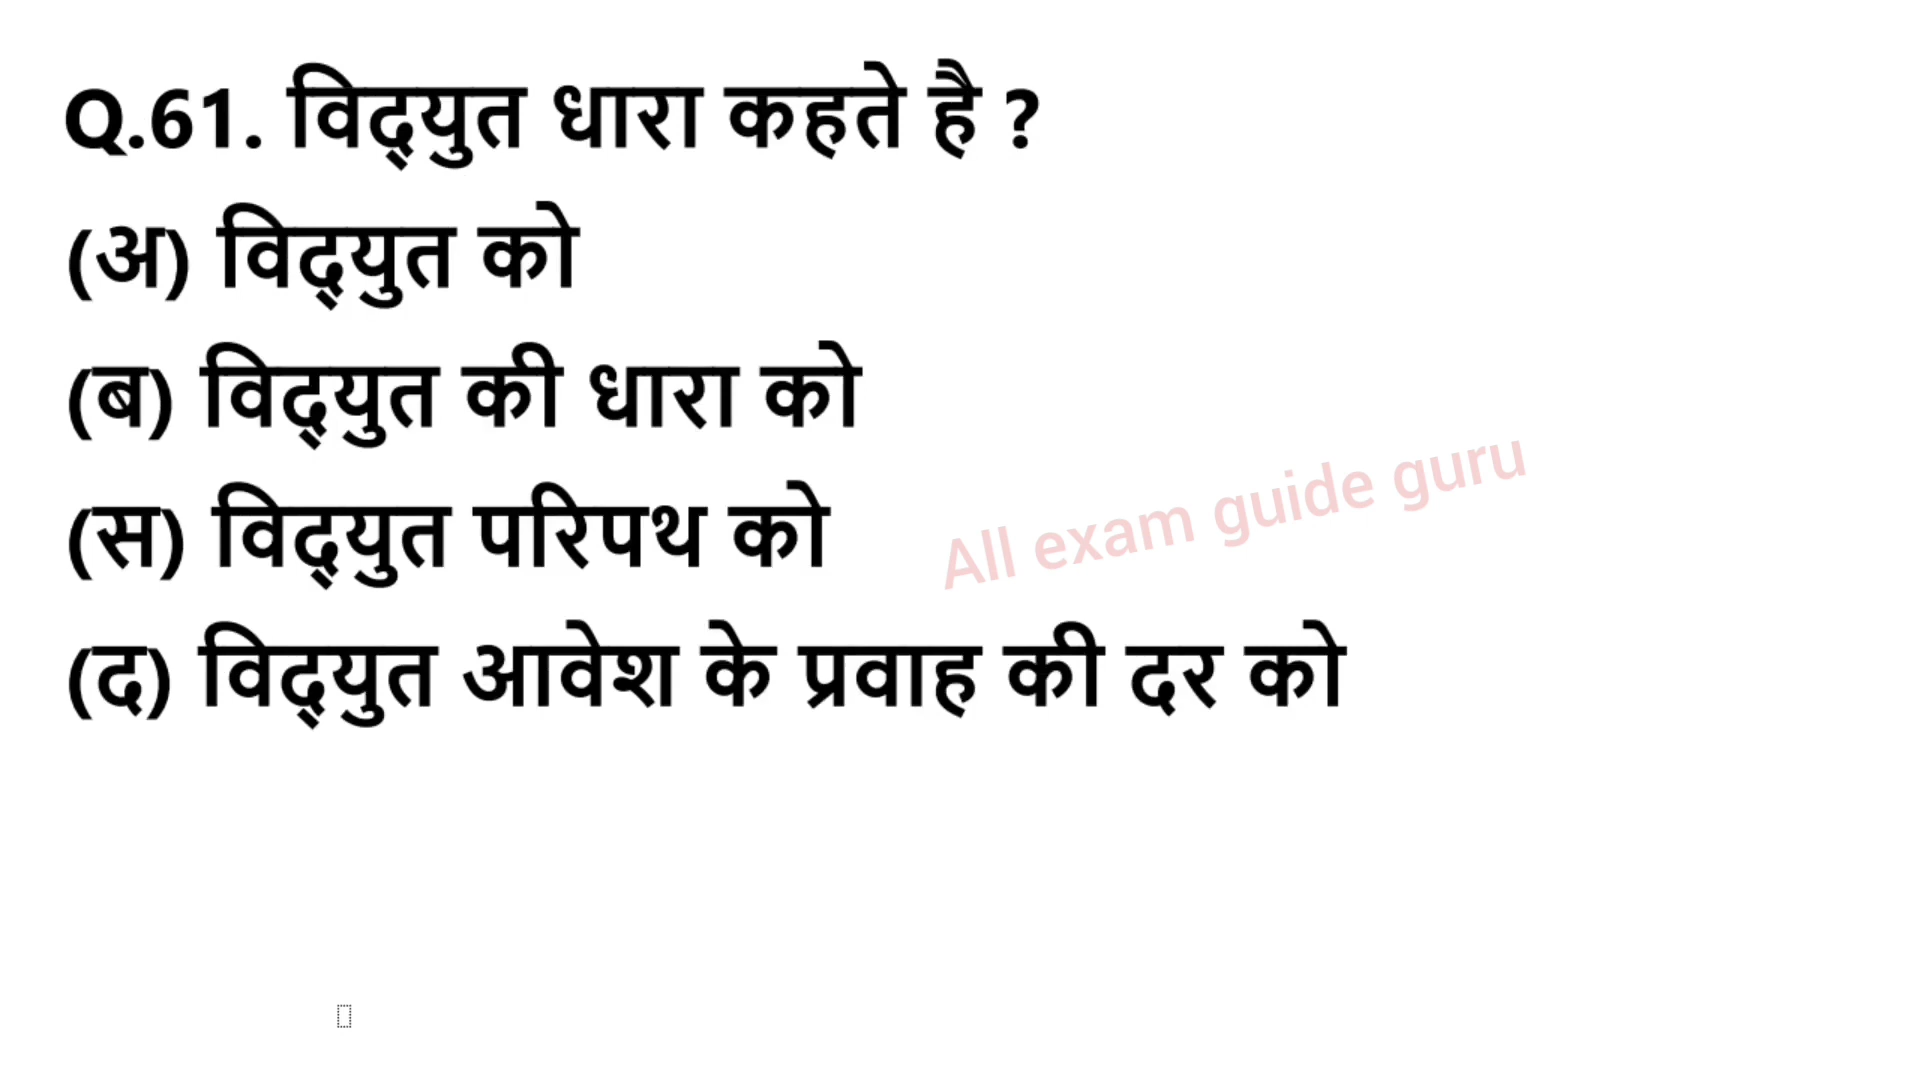 Q.61. विद्युत धारा कहते है ?
(अ) विद्युत को
(ब) विद्युत की धारा को
(स) विद्युत परिपथ को
All exam guide guru
(द) विद्युत आवेश के प्रवाह की दर को